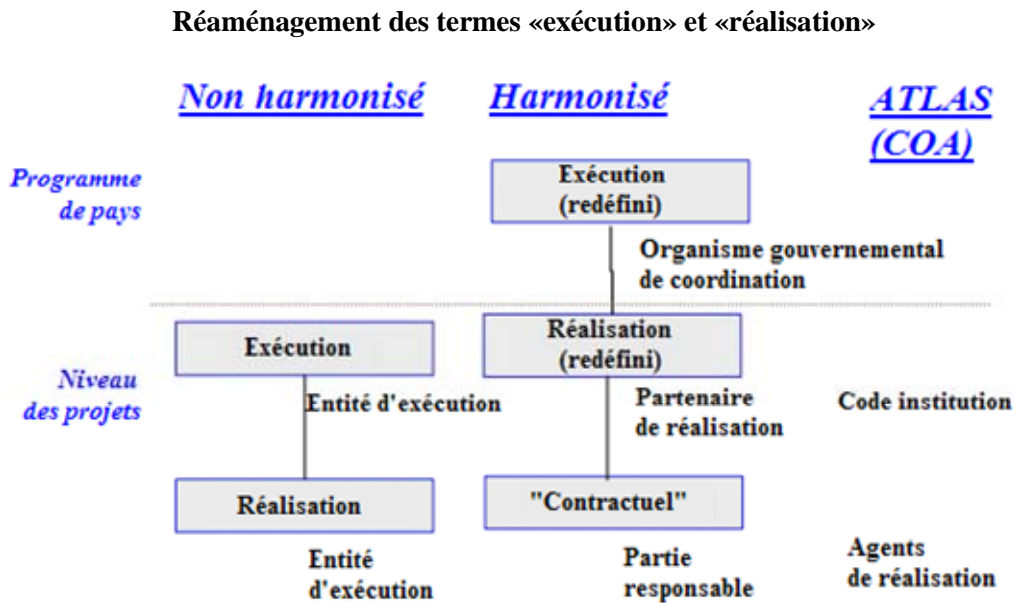 Réaménagement des termes «exécution» et «réalisation»
Non harmonisé
Harmonisé
ATLAS
(COA)
Programme
de pays
Exécution
(redéfini)
Organisme gouvernemental
de coordination
Niveau
des projets
Exécution
Entité d'exécution
Réalisation
(redéfini)
Partenaire
de réalisation
Code institution
Réalisation
Entité
d'exécution
"Contractuel"
Partie
responsable
Agents
de réalisation